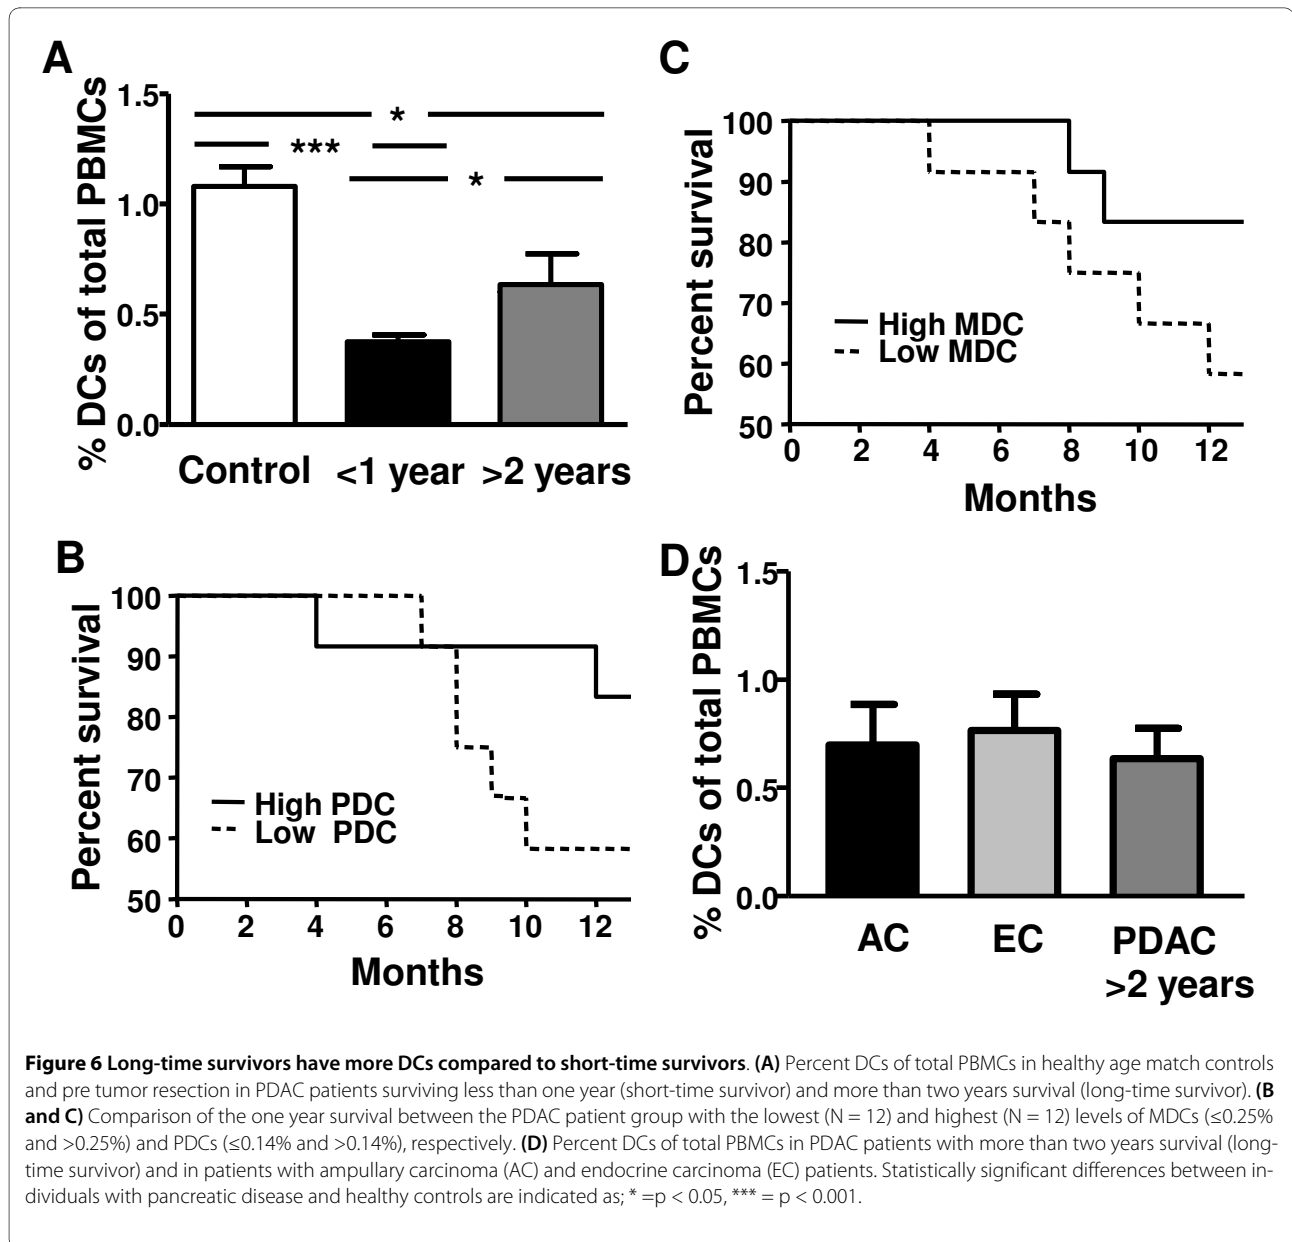 A
% DCs of total PBMCs
1.5
1.0
0.5
0.0
*
***
*
Control
<1 year
>2 years
B
Percent survival
100
90
80
70
60
50
High PDC
Low PDC
0 2 4 6 8 10 12
Months
C
Percent survival
100
90
80
70
60
50
High MDC
Low MDC
0 2 4 6 8 10 12
Months
D
% DCs of total PBMCs
1.5
1.0
0.5
0.0
AC
EC
PDAC
>2 years
Figure 6 Long-time survivors have more DCs compared to short-time survivors. (A) Percent DCs of total PBMCs in healthy age match controls
and pre tumor resection in PDAC patients surviving less than one year (short-time survivor) and more than two years survival (long-time survivor). (B
and C) Comparison of the one year survival between the PDAC patient group with the lowest (N = 12) and highest (N = 12) levels of MDCs (≤0.25%
and >0.25%) and PDCs (≤0.14% and >0.14%), respectively. (D) Percent DCs of total PBMCs in PDAC patients with more than two years survival (long-
time survivor) and in patients with ampullary carcinoma (AC) and endocrine carcinoma (EC) patients. Statistically significant differences between in-
dividuals with pancreatic disease and healthy controls are indicated as; * =p < 0.05, *** = p < 0.001.